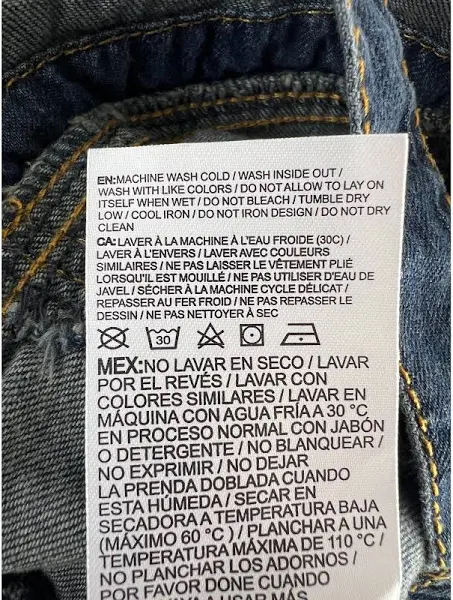 EN:MACHINE WASH COLD / WASH INSIDE OUT /
WASH WITH LIKE COLORS / DO NOT ALLOW TO LAY ON
ITSELF WHEN WET / DO NOT BLEACH / TUMBLE DRY
LOW / COOL IRON / DO NOT IRON DESIGN / DO NOT DRY
CLEAN
CA: LAVER À LA MACHINE À L'EAU FROIDE (30C) /
LAVER À L'ENVERS / LAVER AVEC COULEURS
SIMILAIRES / NE PAS LAISSER LE VÊTEMENT PLIÉ
LORSQU'IL EST MOUILLÉ / NE PAS UTILISER D'EAU DE
JAVEL / SÉCHER À LA MACHINE CYCLE DÉLICAT /
REPASSER AU FER FROID / NE PAS REPASSER LE
DESSIN / NE PAS NETTOYER À SEC
30
MEX:NO LAVAR EN SECO / LAVAR
POR EL REVÉS / LAVAR CON
COLORES SIMILARES / LAVAR EN
MÁQUINA CON AGUA FRÍA A 30 °C
EN PROCESO NORMAL CON JABÓN
O DETERGENTE / NO BLANQUEAR /
NO EXPRIMIR / NO DEJAR
LA PRENDA DOBLADA CUANDO
ESTA HÚMEDA / SECAR EN
SECADORA A TEMPERATURA BAJA
(MÁXIMO 60 °C) / PLANCHAR A UNA
TEMPERATURA MÁXIMA DE 110 °C /
NO PLANCHAR LOS ADORNOS /
POR FAVOR DONE CUANDO
VAYA A USAR MÁS